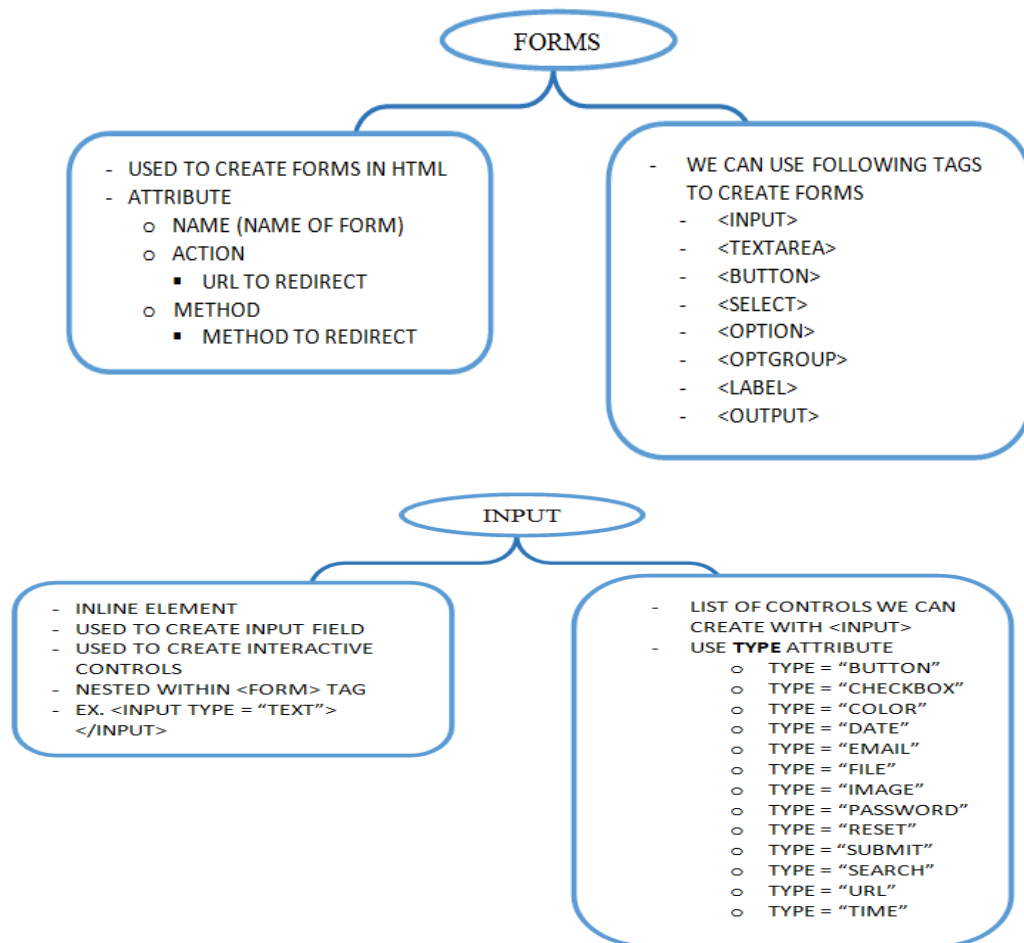 FORMS
- USED TO CREATE FORMS IN HTML
- ATTRIBUTE
o NAME (NAME OF FORM)
o ACTION
▪ URL TO REDIRECT
o METHOD
▪ METHOD TO REDIRECT
- WE CAN USE FOLLOWING TAGS
TO CREATE FORMS
- <INPUT>
- <TEXTAREA>
- <BUTTON>
- <SELECT>
- <OPTION>
- <OPTGROUP>
- <LABEL>
- <OUTPUT>
INPUT
- INLINE ELEMENT
- USED TO CREATE INPUT FIELD
- USED TO CREATE INTERACTIVE
CONTROLS
- NESTED WITHIN <FORM> TAG
- EX. <INPUT TYPE = “TEXT”>
</INPUT>
- LIST OF CONTROLS WE CAN
CREATE WITH <INPUT>
- USE TYPE ATTRIBUTE
o TYPE = “BUTTON”
o TYPE = “CHECKBOX”
o TYPE = “COLOR”
o TYPE = “DATE”
o TYPE = “EMAIL”
o TYPE = “FILE”
o TYPE = “IMAGE”
o TYPE = “PASSWORD”
o TYPE = “RESET”
o TYPE = “SUBMIT”
o TYPE = “SEARCH”
o TYPE = “URL”
o TYPE = “TIME”